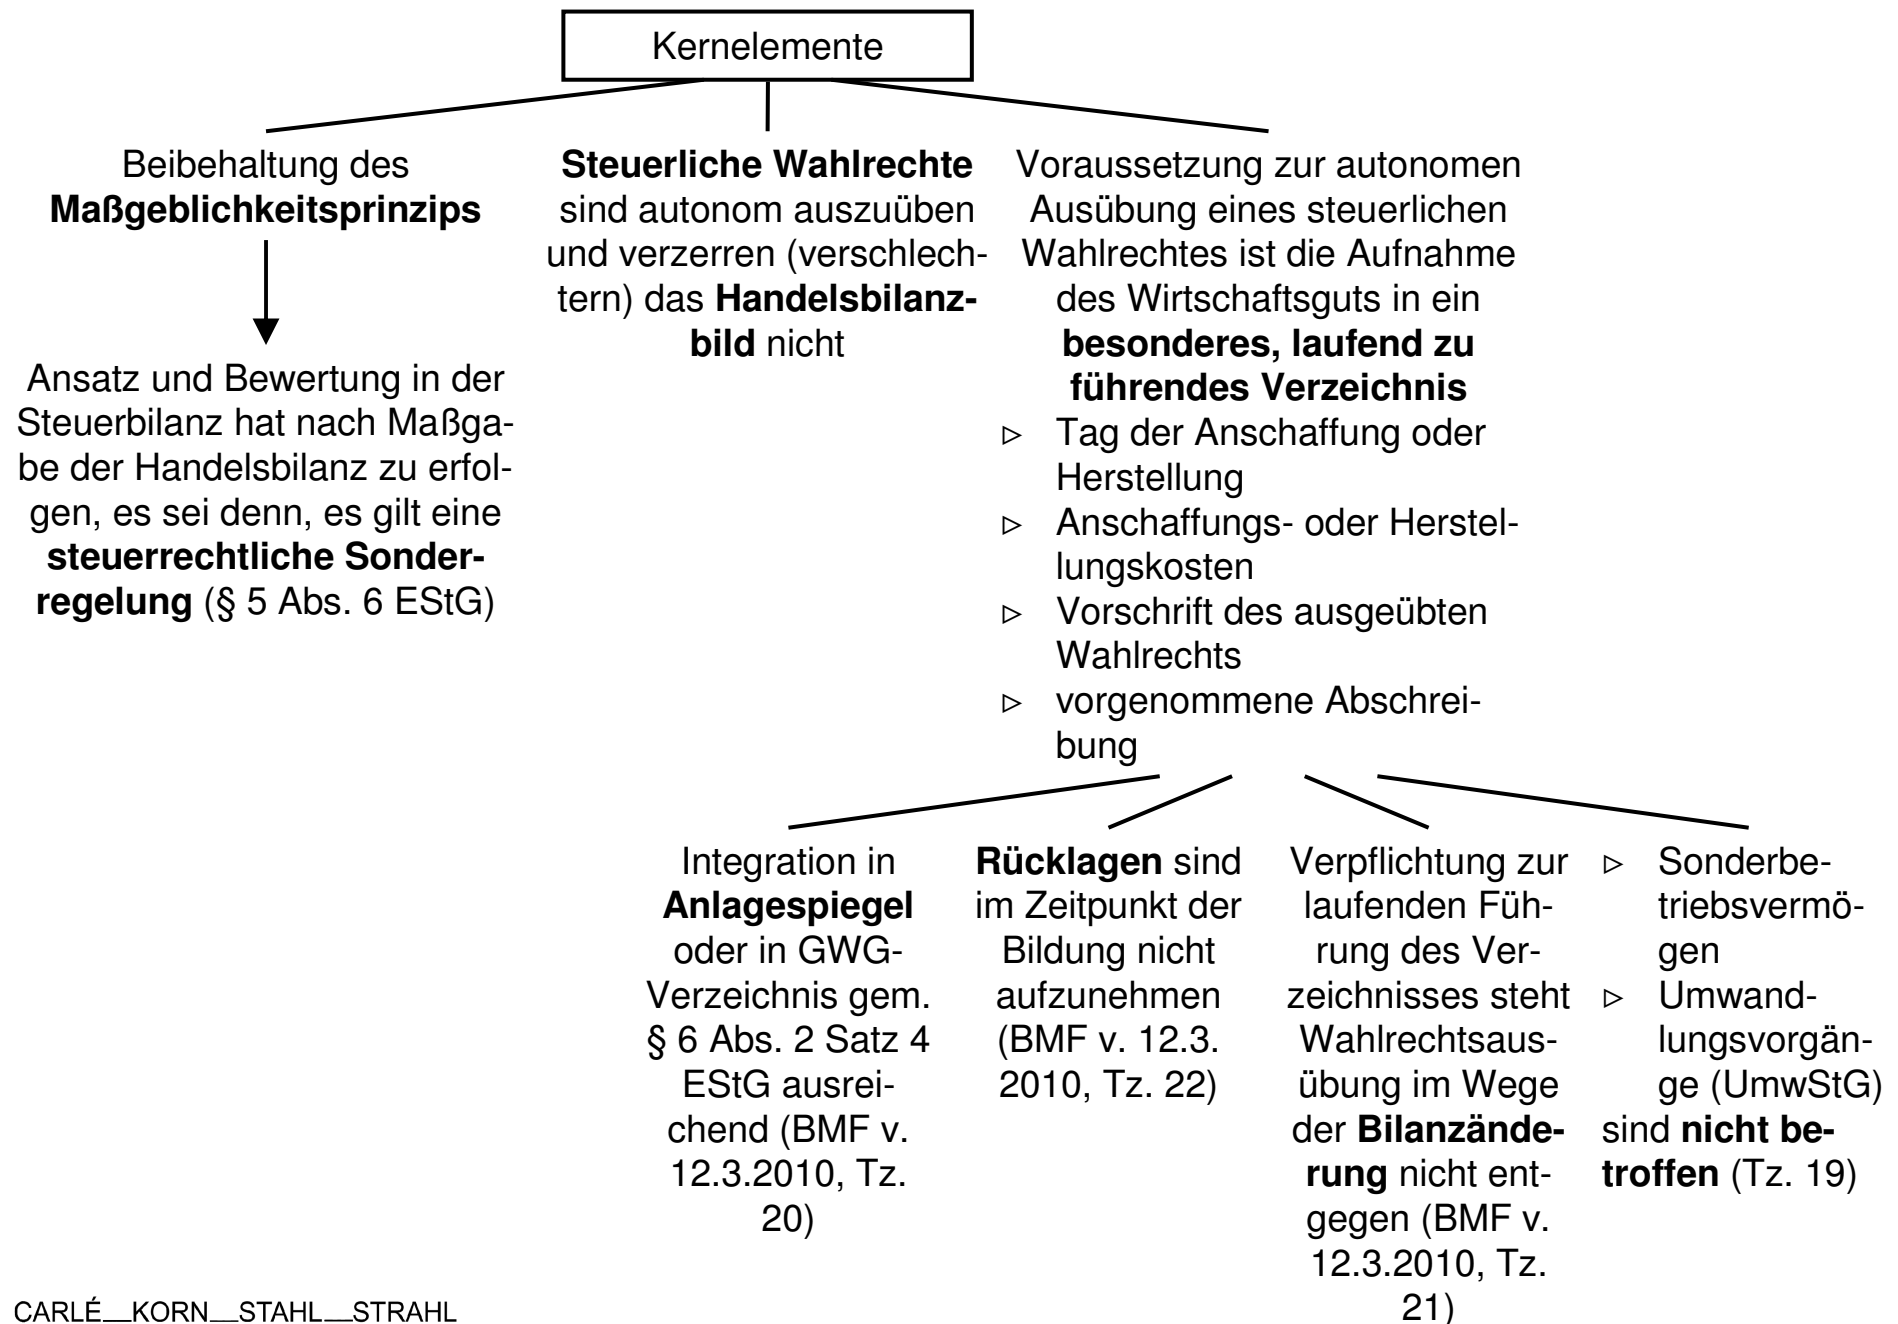 Kernelemente
Beibehaltung des
Maßgeblichkeitsprinzips
Ansatz und Bewertung in der
Steuerbilanz hat nach Maßga-
be der Handelsbilanz zu erfol-
gen, es sei denn, es gilt eine
steuerrechtliche Sonder-
regelung (§ 5 Abs. 6 EStG)
Steuerliche Wahlrechte
sind autonom auszuüben
und verzerren (verschlech-
tern) das Handelsbilanz-
bild nicht
Voraussetzung zur autonomen
Ausübung eines steuerlichen
Wahlrechtes ist die Aufnahme
des Wirtschaftsguts in ein
besonderes, laufend zu
führendes Verzeichnis
▹ Tag der Anschaffung oder
Herstellung
▹ Anschaffungs- oder Herstel-
lungskosten
▹ Vorschrift des ausgeübten
Wahlrechts
▹ vorgenommene Abschrei-
bung
Integration in
Anlagespiegel
oder in GWG-
Verzeichnis gem.
§ 6 Abs. 2 Satz 4
EStG ausrei-
chend (BMF v.
12.3.2010, Tz.
20)
Rücklagen sind
im Zeitpunkt der
Bildung nicht
aufzunehmen
(BMF v. 12.3.
2010, Tz. 22)
Verpflichtung zur
laufenden Füh-
rung des Ver-
zeichnisses steht
Wahlrechtsaus-
übung im Wege
der Bilanzände-
rung nicht ent-
gegen (BMF v.
12.3.2010, Tz.
21)
▹ Sonderbe-
triebsvermö-
gen
▹ Umwand-
lungsvorgän-
ge (UmwStG)
sind nicht be-
troffen (Tz. 19)
CARLÉ__KORN__STAHL__STRAHL